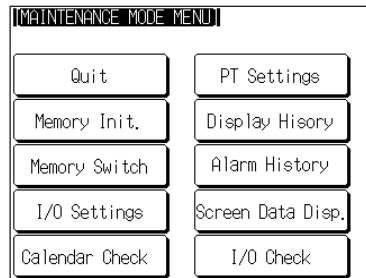 [MAINTENANCE MODE MENU]
Quit
PT Settings
Memory Init.
Display Hisory
Memory Switch
Alarm History
I/O Settings
Screen Data Disp.
Calendar Check
I/O Check